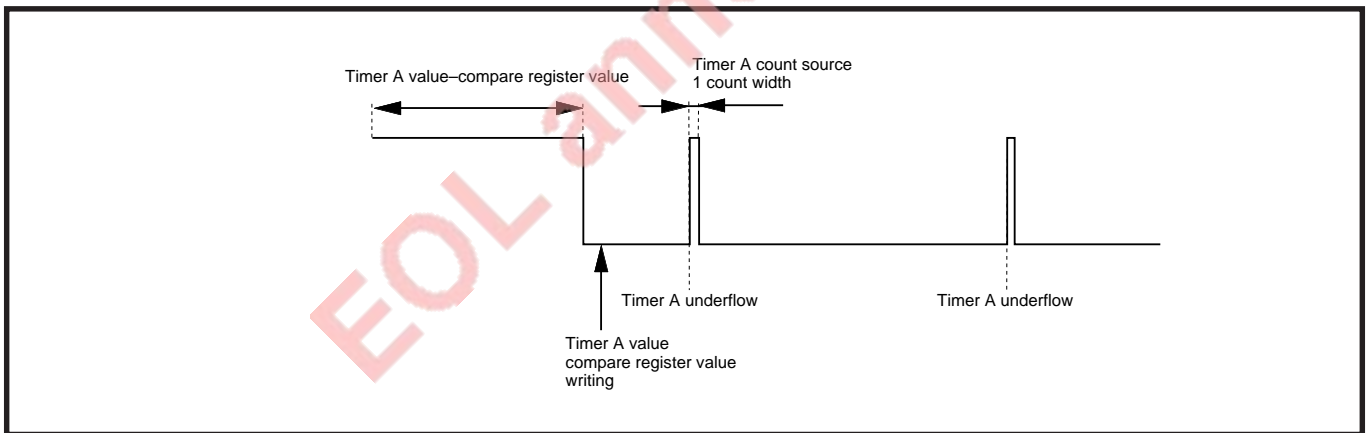 Timer A value–compare register value
Timer A count source
1 count width
Timer A underflow
Timer A underflow
Timer A value
compare register value
writing
EOL